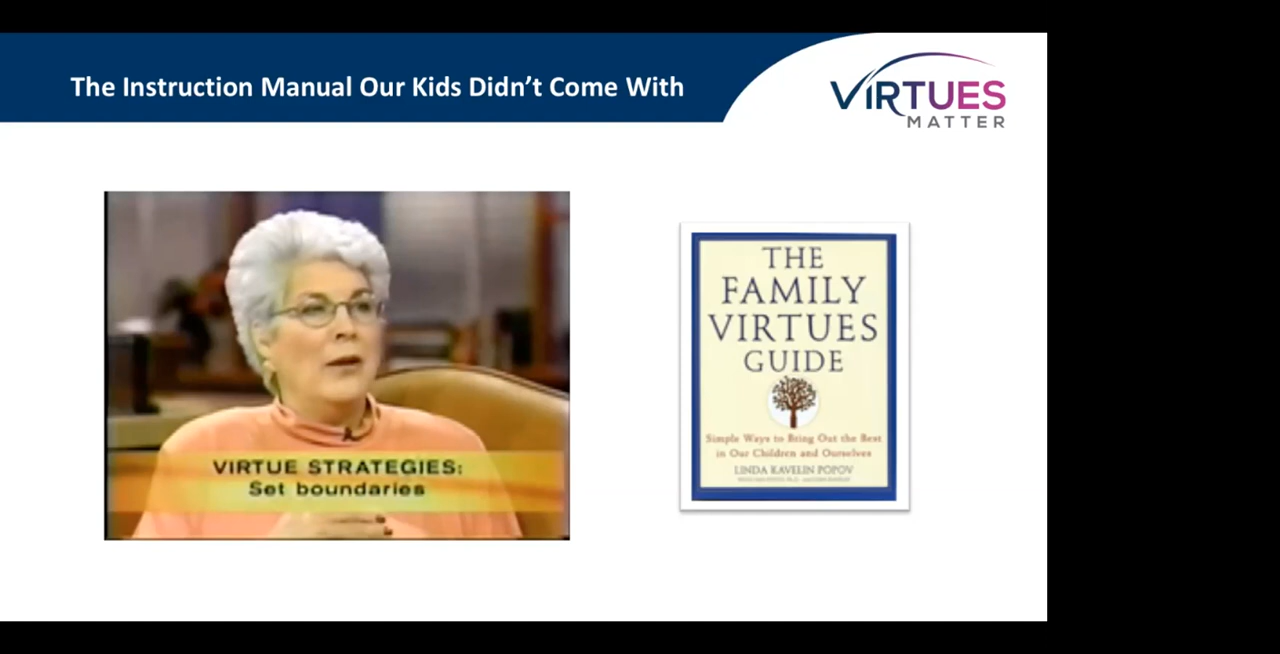 The Instruction Manual Our Kids Didn't Come With
VIRTUES
MATTER
VIRTUE STRATEGIES:
Set boundaries
THE
FAMILY
VIRTUES
GUIDE
Simple Ways to Bring Out the Best
in Our Children and Ourselves
LINDA KAVELIN POPOV